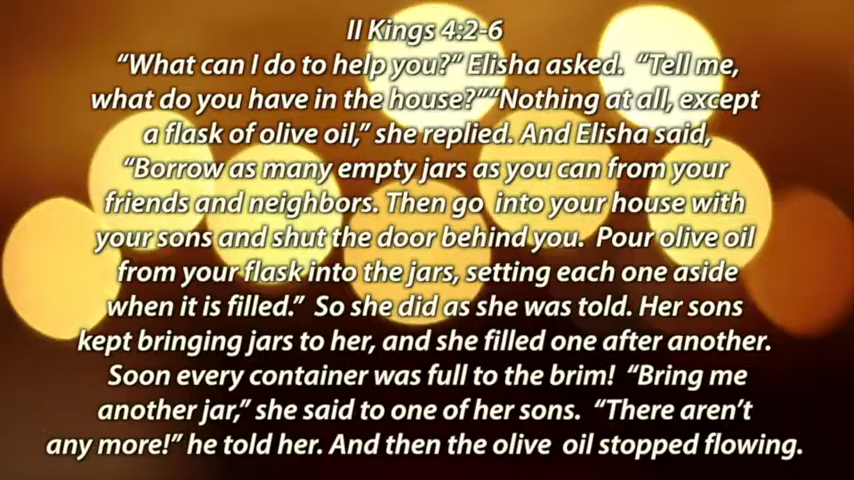 II Kings 4:2-6
“What can I do to help you?” Elisha asked.  “Tell me,
what do you have in the house?”“Nothing at all, except
a flask of olive oil,” she replied. And Elisha said,
“Borrow as many empty jars as you can from your
friends and neighbors. Then go  into your house with
your sons and shut the door behind you.  Pour olive oil
from your flask into the jars, setting each one aside
when it is filled.”  So she did as she was told. Her sons
kept bringing jars to her, and she filled one after another.
Soon every container was full to the brim!  “Bring me
another jar,” she said to one of her sons.  “There aren’t
any more!” he told her. And then the olive  oil stopped flowing.